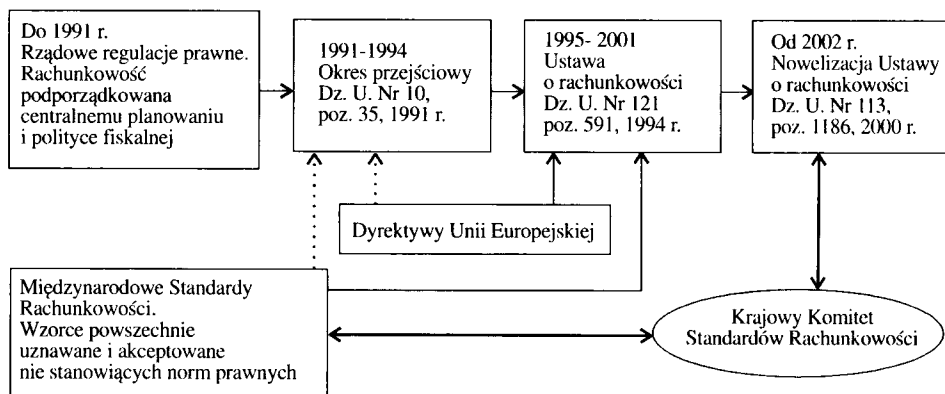 Do 1991 r.
Rządowe regulacje prawne.
Rachunkowość
podporządkowana
centralnemu planowaniu
i polityce fiskalnej
1991-1994
Okres przejściowy
Dz. U. Nr 10,
poz. 35, 1991 r.
1995- 2001
Ustawa
o rachunkowości
Dz. U. Nr 121
poz. 591, 1994 r.
Od 2002 r.
Nowelizacja Ustawy
o rachunkowości
Dz. U. Nr 113,
poz. 1186, 2000 r.
Dyrektywy Unii Europejskiej
Międzynarodowe Standardy
Rachunkowości.
Wzorce powszechnie
uznawane i akceptowane
nie stanowiących norm prawnych
Krajowy Komitet
Standardów Rachunkowości